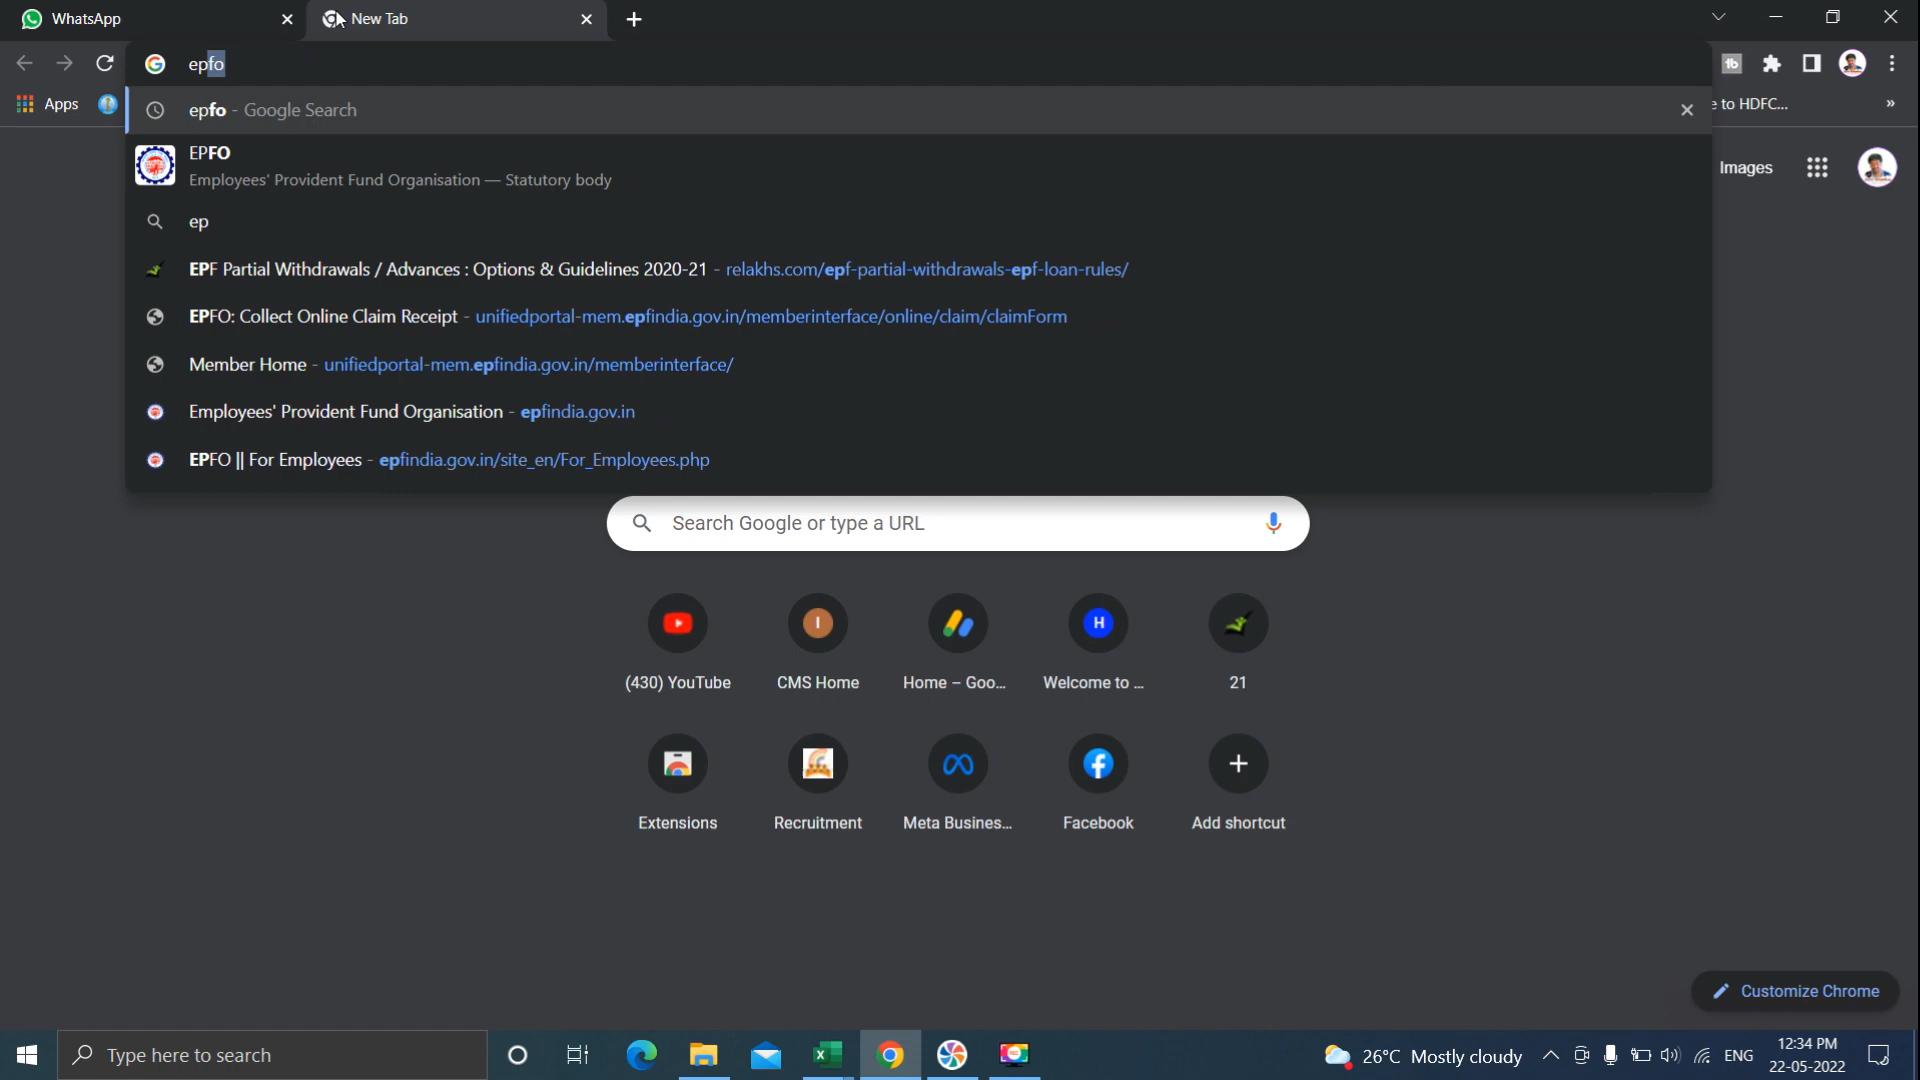 WhatsApp
New Tab
epfo
Apps
e to HDFC...
»
epfo - Google Search
EPFO
Employees' Provident Fund Organisation — Statutory body
Images
ep
EPF Partial Withdrawals / Advances : Options & Guidelines 2020-21 - relakhs.com/epf-partial-withdrawals-epf-loan-rules/
EPFO: Collect Online Claim Receipt - unifiedportal-mem.epfindia.gov.in/memberinterface/online/claim/claimForm
Member Home - unifiedportal-mem.epfindia.gov.in/memberinterface/
Employees' Provident Fund Organisation - epfindia.gov.in
EPFO || For Employees - epfindia.gov.in/site_en/For_Employees.php
Search Google or type a URL
I
H
(430) YouTube
CMS Home
Home – Goo...
Welcome to ...
21
Extensions
Recruitment
Meta Busines...
Facebook
Add shortcut
Customize Chrome
Type here to search
26°C Mostly cloudy
ENG
12:34 PM
22-05-2022